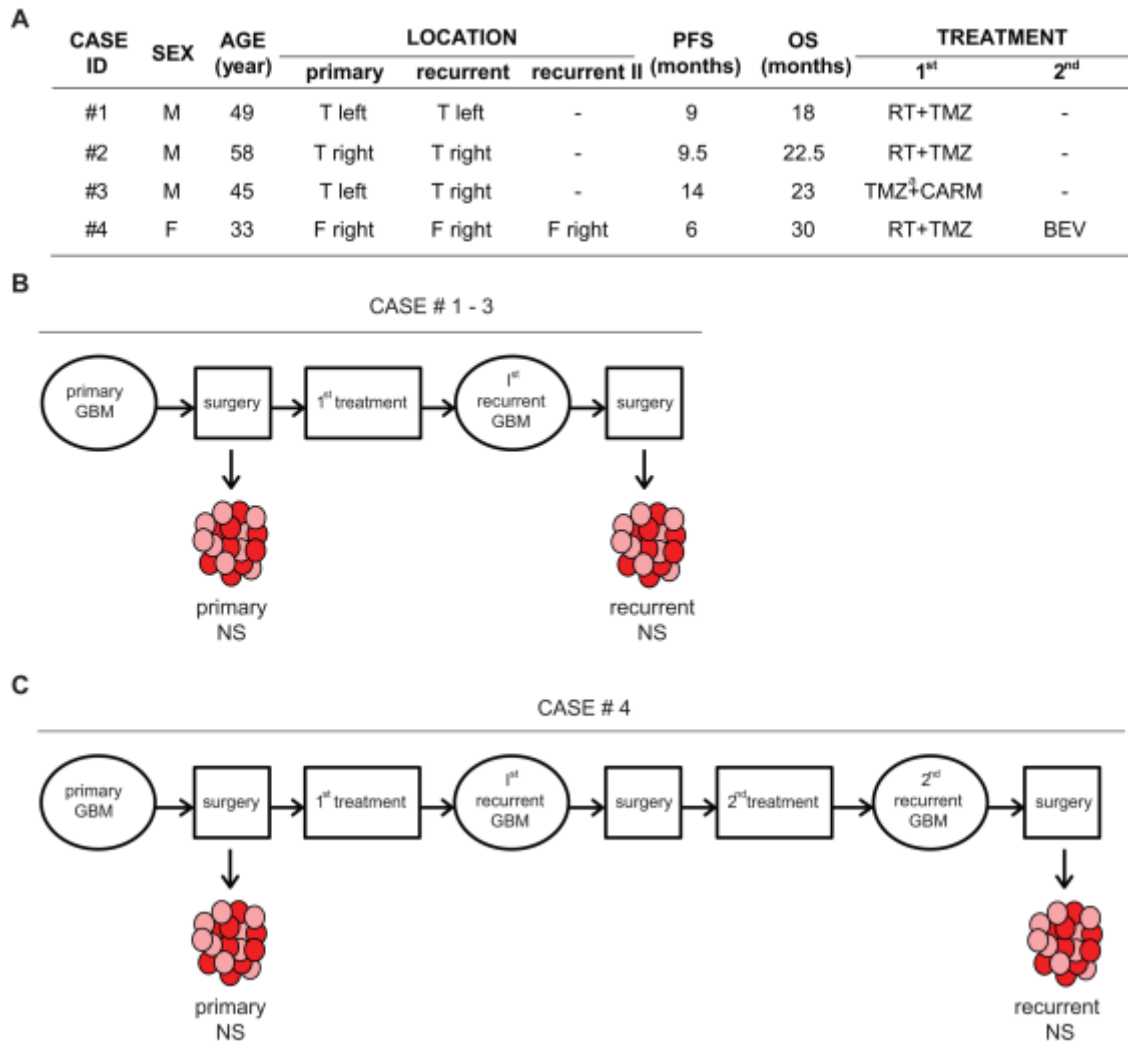 A
CASE ID SEX AGE (year) LOCATION PFS (months) OS (months) TREATMENT
primary recurrent recurrent II 1st 2nd
#1 M 49 T left T left - 9 18 RT+TMZ -
#2 M 58 T right T right - 9.5 22.5 RT+TMZ -
#3 M 45 T left T right - 14 23 TMZ+CARM -
#4 F 33 F right F right F right 6 30 RT+TMZ BEV
B
CASE # 1 - 3
primary GBM
surgery
1st treatment
Ist recurrent GBM
surgery
primary NS
recurrent NS
C
CASE # 4
primary GBM
surgery
1st treatment
Ist recurrent GBM
surgery
2nd treatment
2nd recurrent GBM
surgery
primary NS
recurrent NS